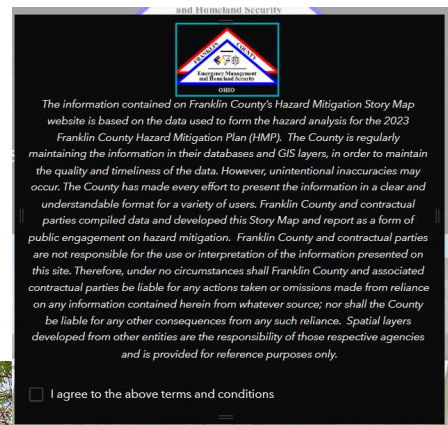 and Homeland Security
FRANKLIN COUNTY
Emergency Management
and Homeland Security
OHIO
The information contained on Franklin County's Hazard Mitigation Story Map
website is based on the data used to form the hazard analysis for the 2023
Franklin County Hazard Mitigation Plan (HMP).  The County is regularly
maintaining the information in their databases and GIS layers, in order to maintain
the quality and timeliness of the data. However, unintentional inaccuracies may
occur. The County has made every effort to present the information in a clear and
understandable format for a variety of users. Franklin County and contractual
parties compiled data and developed this Story Map and report as a form of
public engagement on hazard mitigation.  Franklin County and contractual parties
are not responsible for the use or interpretation of the information presented on
this site. Therefore, under no circumstances shall Franklin County and associated
contractual parties be liable for any actions taken or omissions made from reliance
on any information contained herein from whatever source; nor shall the County
be liable for any other consequences from any such reliance.  Spatial layers
developed from other entities are the responsibility of those respective agencies
and is provided for reference purposes only.
I agree to the above terms and conditions